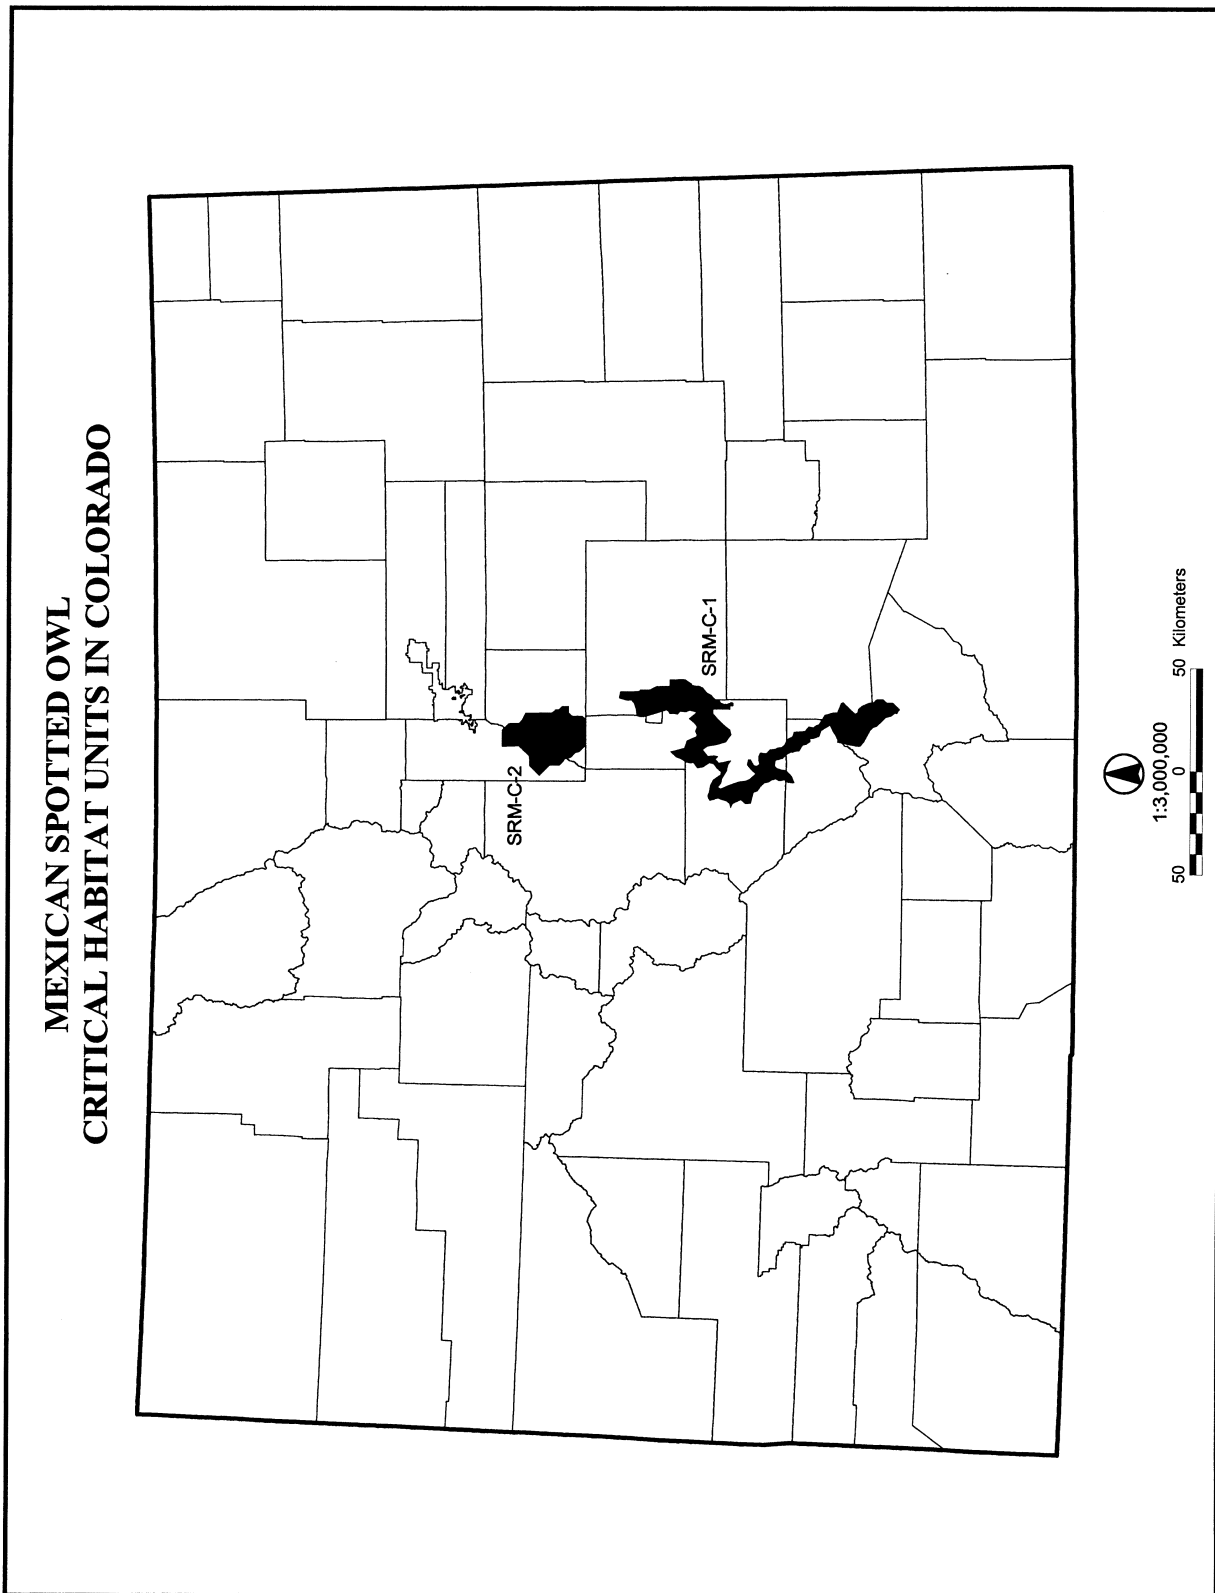 MEXICAN SPOTTED OWL
CRITICAL HABITAT UNITS IN COLORADO
SRM-C-2
SRM-C-1
1:3,000,000
50 0 50 Kilometers